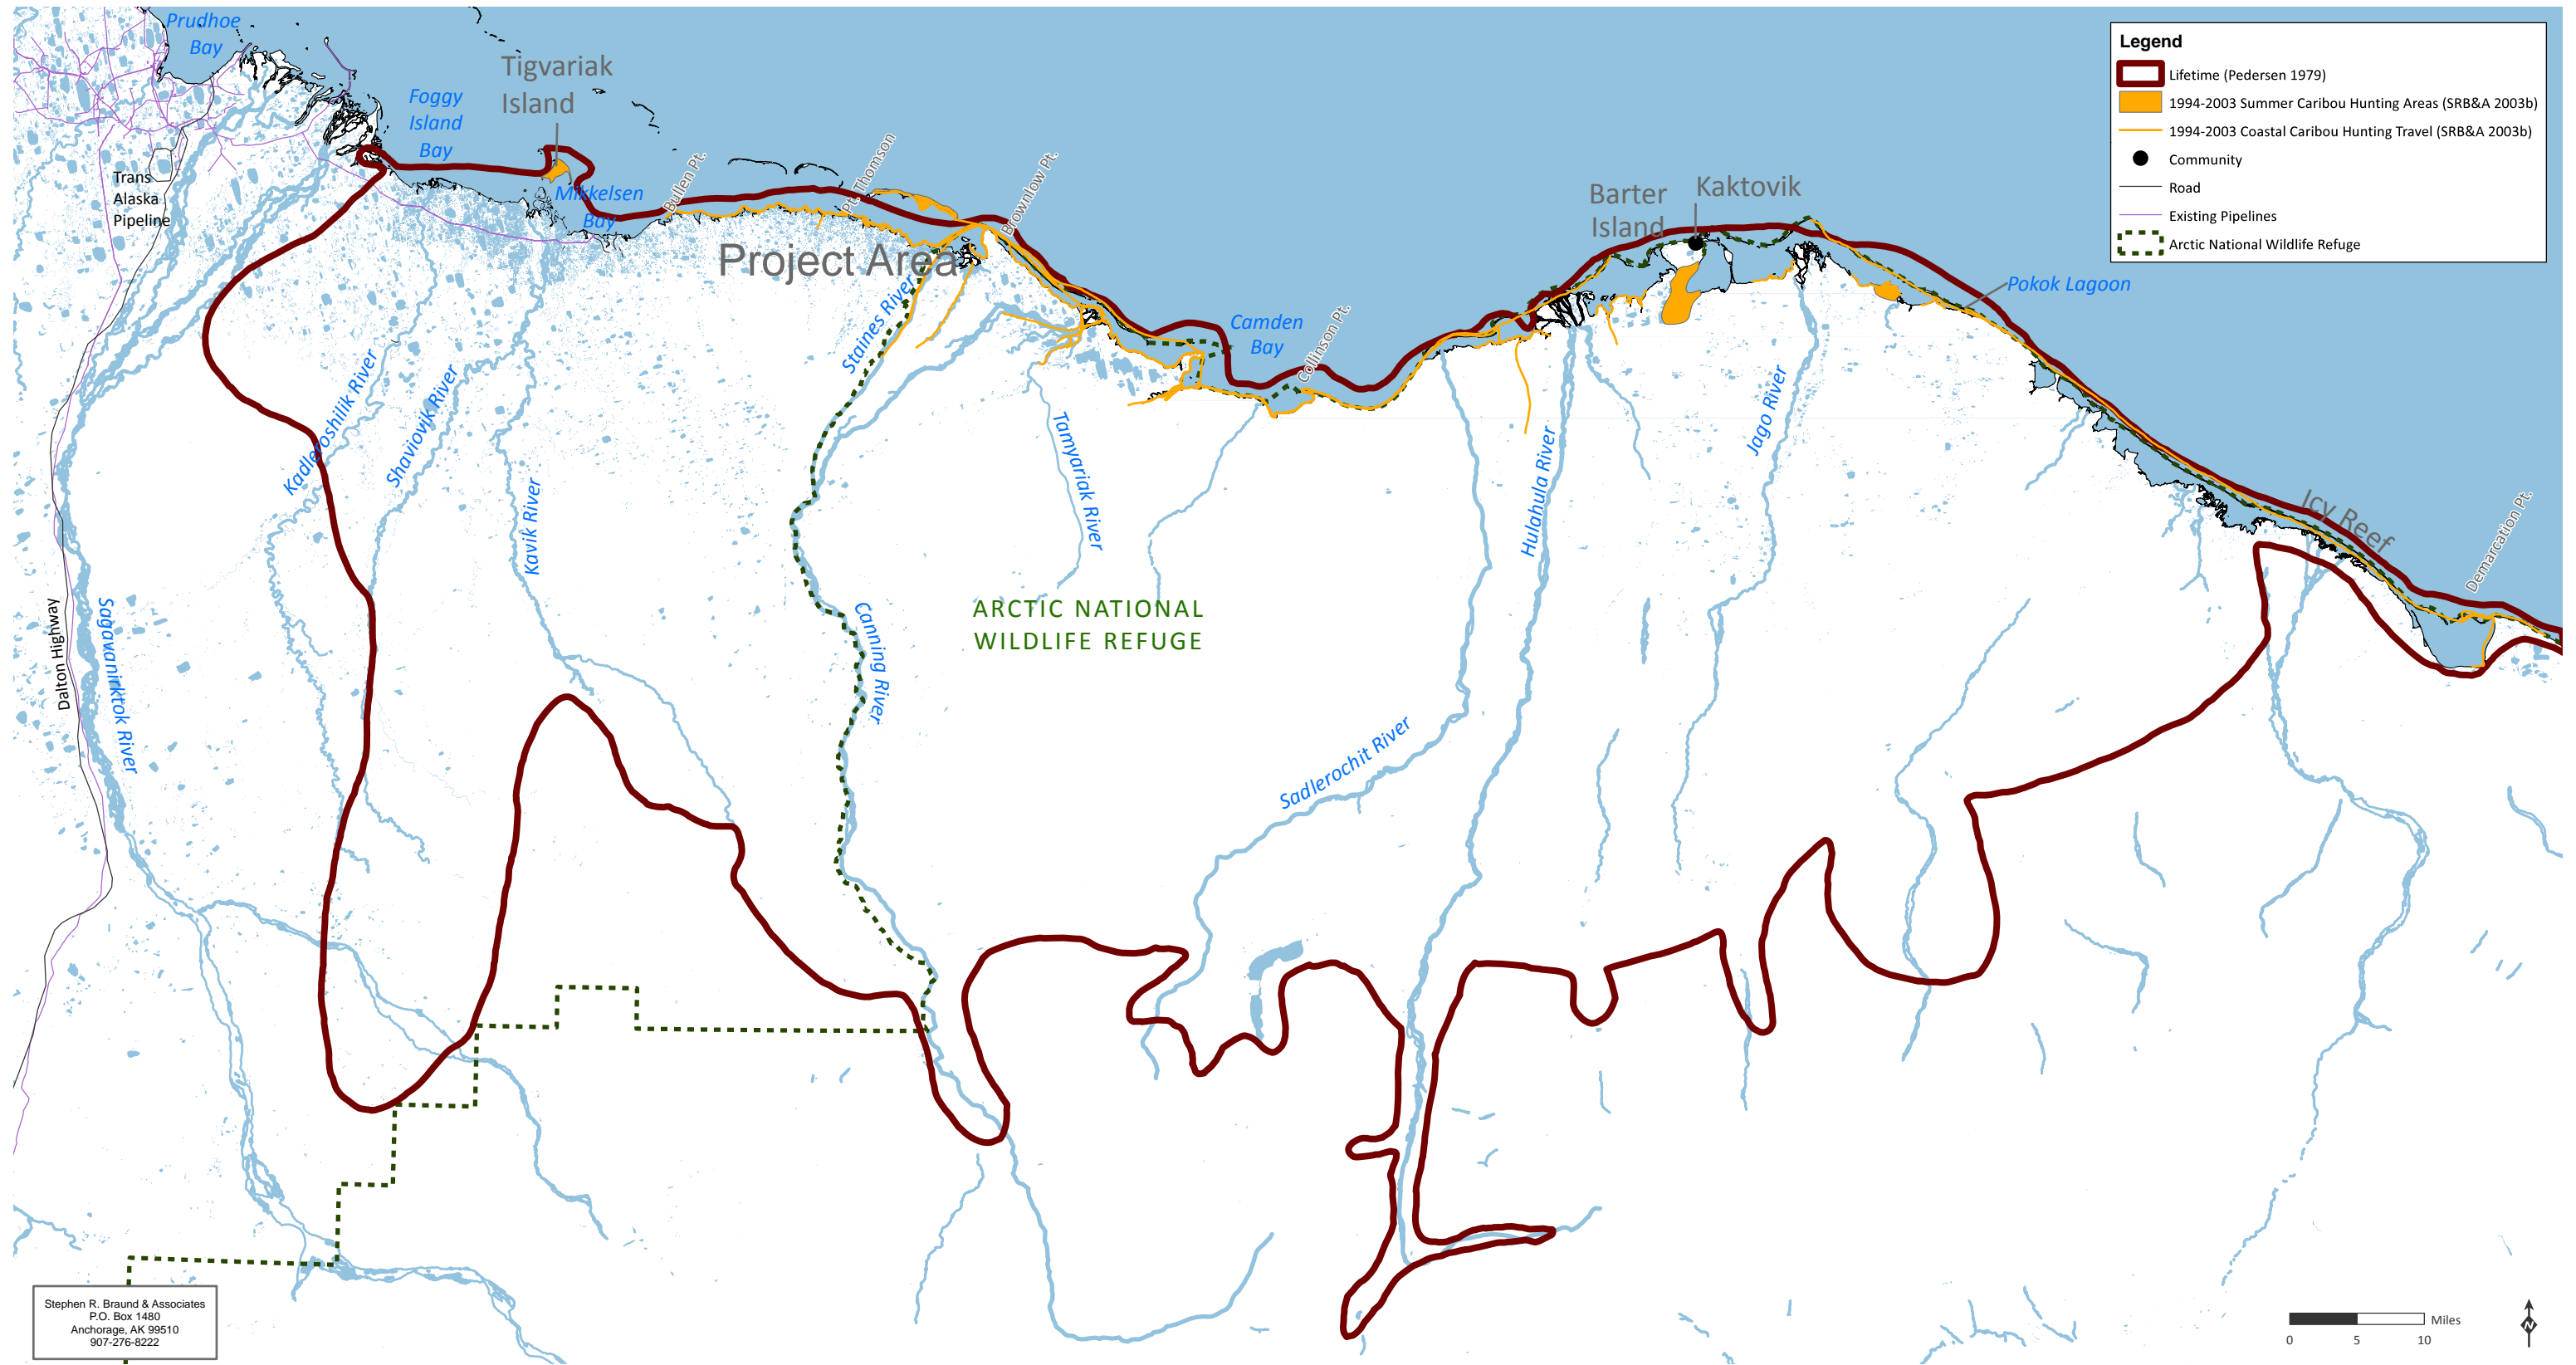 Prudhoe
Bay
Tigvariak
Island
Foggy
Island
Bay
Mikkelsen
Bay
Trans
Alaska
Pipeline
Bullen Pt.
Pt. Thomson
Brownlow Pt.
Project Area
Staines River
Camden
Bay
Collinson Pt.
Barter
Island
Kaktovik
Pokok Lagoon
Icy Reef
Demarcation Pt.
Kadleroshilik River
Shaviovik River
Kavik River
Tamyariak River
Hulahula River
Jago River
Dalton Highway
Sagavanirktok River
Canning River
ARCTIC NATIONAL
WILDLIFE REFUGE
Sadlerochit River
Legend
Lifetime (Pedersen 1979)
1994-2003 Summer Caribou Hunting Areas (SRB&A 2003b)
1994-2003 Coastal Caribou Hunting Travel (SRB&A 2003b)
Community
Road
Existing Pipelines
Arctic National Wildlife Refuge
Stephen R. Braund & Associates
P.O. Box 1480
Anchorage, AK 99510
907-276-8222
Miles
0 5 10
N